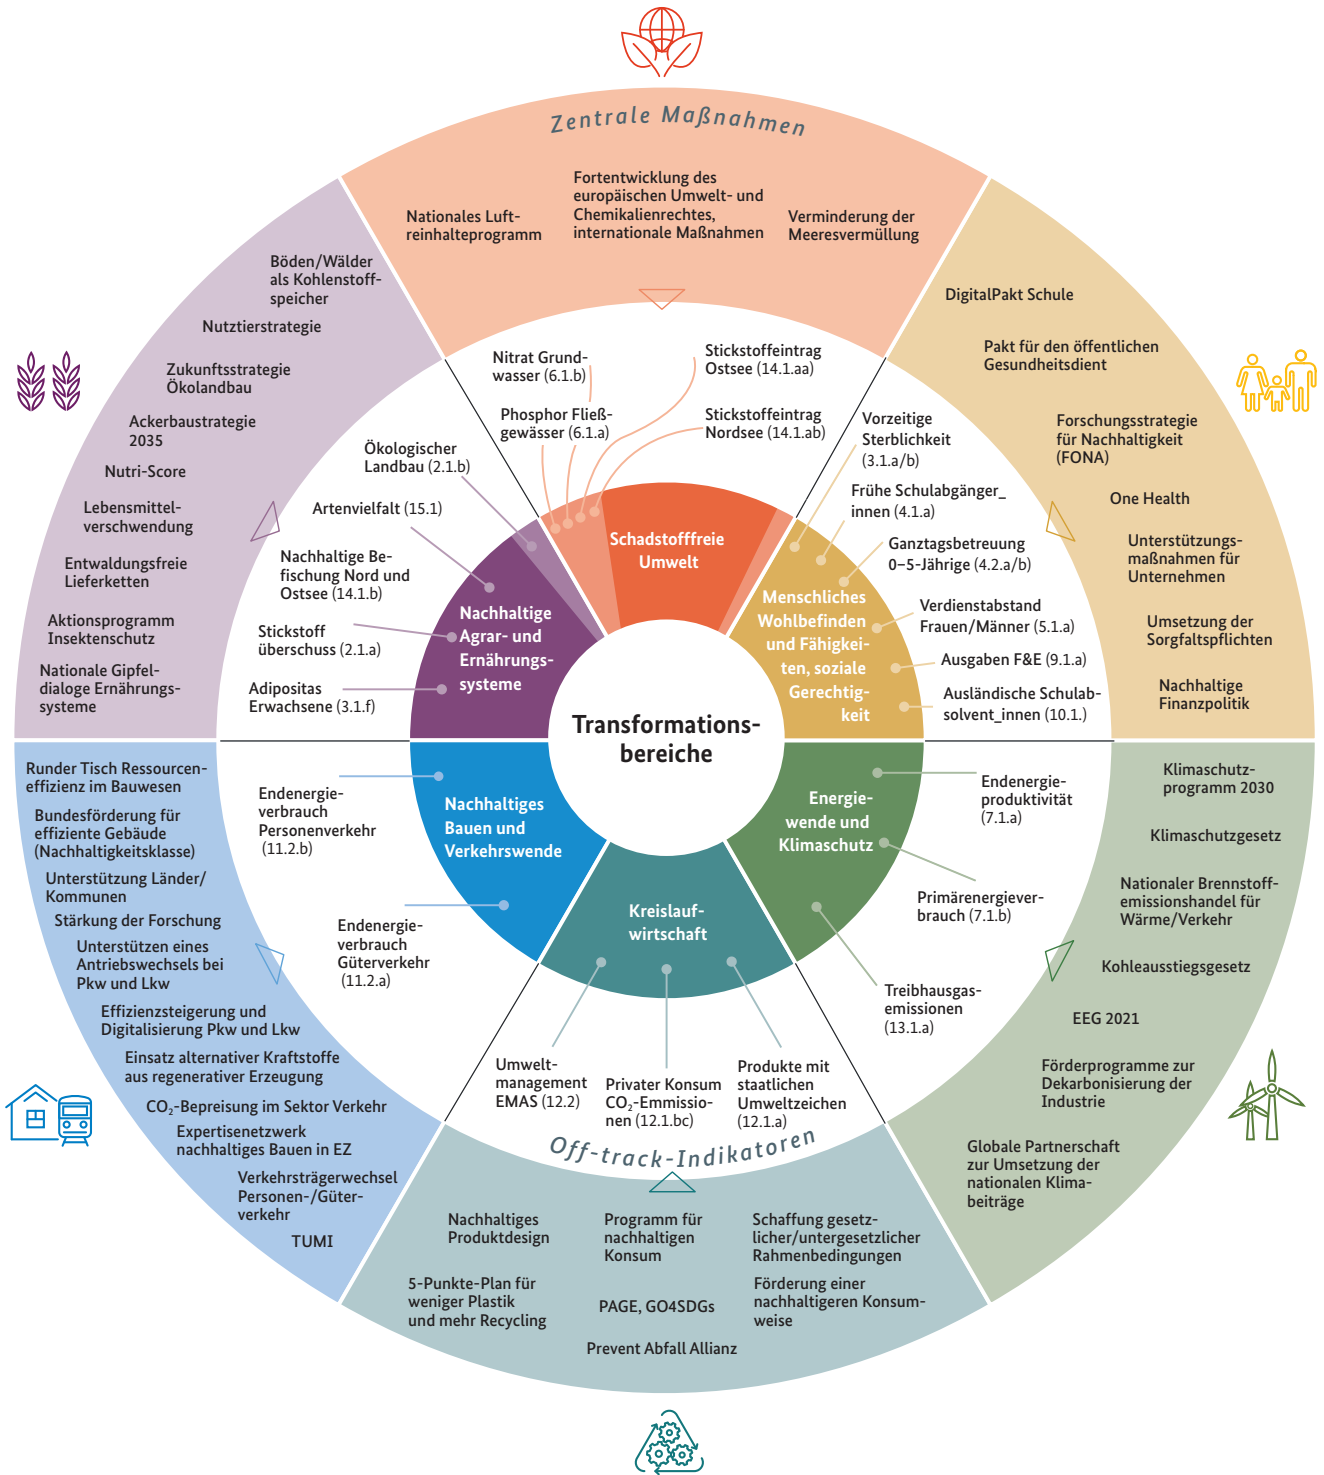 Zentrale Maßnahmen
Nationales Luft-
reinhalteprogramm
Fortentwicklung des
europäischen Umwelt- und
Chemikalienrechtes,
internationale Maßnahmen
Verminderung der
Meeresvermüllung
DigitalPakt Schule
Pakt für den öffentlichen
Gesundheitsdient
Forschungsstrategie
für Nachhaltigkeit
(FONA)
One Health
Unterstützungs-
maßnahmen für
Unternehmen
Umsetzung der
Sorgfaltspflichten
Nachhaltige
Finanzpolitik
Klimaschutz-
programm 2030
Klimaschutzgesetz
Nationaler Brennstoff-
emissionshandel für
Wärme/Verkehr
Kohleausstiegsgesetz
EEG 2021
Förderprogramme zur
Dekarbonisierung der
Industrie
Globale Partnerschaft
zur Umsetzung der
nationalen Klima-
beiträge
Schaffung gesetz-
licher/untergesetzlicher
Rahmenbedingungen
Förderung einer
nachhaltigeren Konsum-
weise
Programm für
nachhaltigen
Konsum
PAGE, GO4SDGs
Prevent Abfall Allianz
Nachhaltiges
Produktdesign
5-Punkte-Plan für
weniger Plastik
und mehr Recycling
Runder Tisch Ressourcen-
effizienz im Bauwesen
Bundesförderung für
effiziente Gebäude
(Nachhaltigkeitsklasse)
Unterstützung Länder/
Kommunen
Stärkung der Forschung
Unterstützen eines
Antriebswechsels bei
Pkw und Lkw
Effizienzsteigerung und
Digitalisierung Pkw und Lkw
Einsatz alternativer Kraftstoffe
aus regenerativer Erzeugung
CO₂-Bepreisung im Sektor Verkehr
Expertisenetzwerk
nachhaltiges Bauen in EZ
Verkehrsträgerwechsel
Personen-/Güter-
verkehr
TUMI
Böden/Wälder
als Kohlenstoff-
speicher
Nutztierstrategie
Zukunftsstrategie
Ökolandbau
Ackerbaustrategie
2035
Nutri-Score
Lebensmittel-
verschwendung
Entwaldungsfreie
Lieferketten
Aktionsprogramm
Insektenschutz
Nationale Gipfel-
dialoge Ernährungs-
systeme
Nitrat Grund-
wasser (6.1.b)
Phosphor Fließ-
gewässer (6.1.a)
Stickstoffeintrag
Ostsee (14.1.aa)
Stickstoffeintrag
Nordsee (14.1.ab)
Vorzeitige
Sterblichkeit
(3.1.a/b)
Frühe Schulabgänger_
innen (4.1.a)
Ganztagsbetreuung
0–5-Jährige (4.2.a/b)
Verdienstabstand
Frauen/Männer (5.1.a)
Ausgaben F&E (9.1.a)
Ausländische Schulab-
solvent_innen (10.1.)
Endenergie-
produktivität
(7.1.a)
Primärenergiever-
brauch (7.1.b)
Treibhausgas-
emissionen
(13.1.a)
Produkte mit
staatlichen
Umweltzeichen
(12.1.a)
Privater Konsum
CO₂-Emmissio-
nen (12.1.bc)
Umwelt-
management
EMAS (12.2)
Off-track-Indikatoren
Endenergie-
verbrauch
Personenverkehr
(11.2.b)
Endenergie-
verbrauch
Güterverkehr
(11.2.a)
Ökologischer
Landbau (2.1.b)
Artenvielfalt (15.1)
Nachhaltige Be-
fischung Nord und
Ostsee (14.1.b)
Stickstoff
überschuss (2.1.a)
Adipositas
Erwachsene (3.1.f)
Schadstofffreie
Umwelt
Menschliches
Wohlbefinden
und Fähigkei-
ten, soziale
Gerechtig-
keit
Energie-
wende und
Klimaschutz
Kreislauf-
wirtschaft
Nachhaltiges
Bauen und
Verkehrswende
Nachhaltige
Agrar- und
Ernährungs-
systeme
Transformations-
bereiche